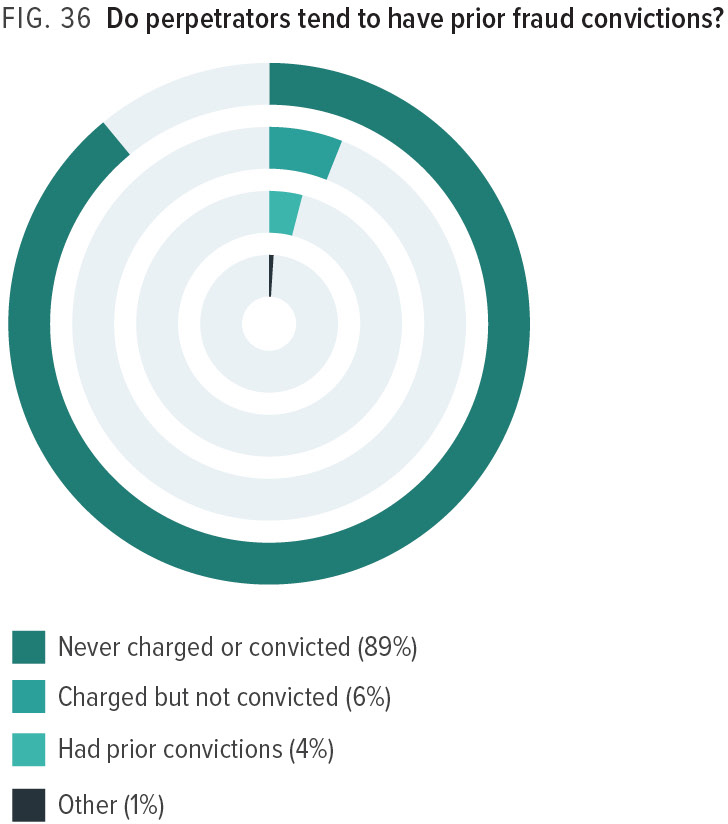 FIG. 36 Do perpetrators tend to have prior fraud convictions?
Never charged or convicted (89%)
Charged but not convicted (6%)
Had prior convictions (4%)
Other (1%)